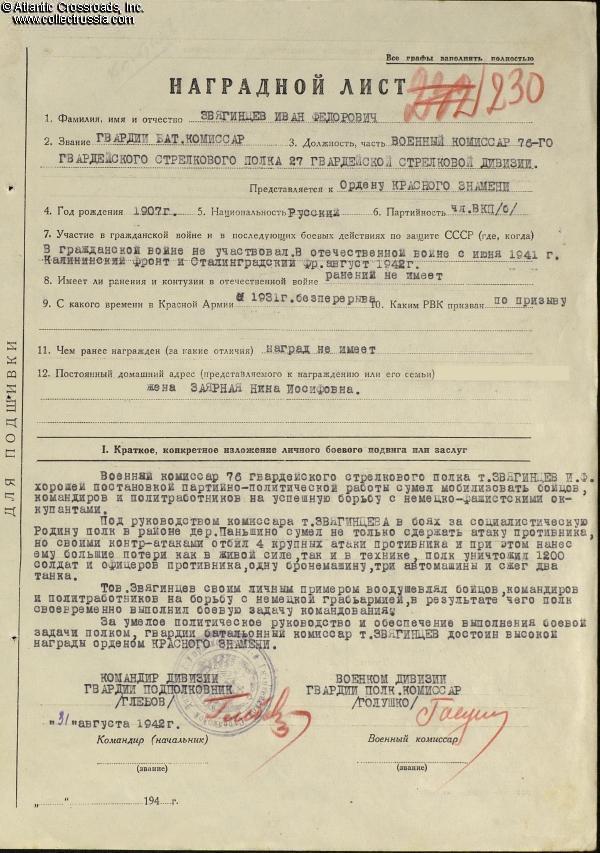 © Atlantic Crossroads, Inc.
www.collectrussia.com
Все графы заполнять полностью
НАГРАДНОЙ ЛИСТ 230
1. Фамилия, имя и отчество ЗВЯГИНЦЕВ ИВАН ФЕДОРОВИЧ
2. Звание ГВАРДИИ БАТ.КОМИССАР 3. Должность, часть ВОЕННЫЙ КОМИССАР 76-ГО
ГВАРДЕЙСКОГО СТРЕЛКОВОГО ПОЛКА 27 ГВАРДЕЙСКОЙ СТРЕЛКОВОЙ ДИВИЗИИ.
Представляется к Ордену КРАСНОГО ЗНАМЕНИ
4. Год рождения 1907г. 5. Национальность Русский 6. Партийность чл.ВКП/б/
7. Участие в гражданской войне и в последующих боевых действиях по защите СССР (где, когда)
В гражданской войне не участвовал.В отечественной войне с июня 1941 г.
Калининский фронт и Сталинградский фр.август 1942г.
8. Имеет ли ранения и контузии в отечественной войне ранений не имеет
9. С какого времени в Красной Армии с 1931г.безперерыва 10. Каким РВК призван по призыву
11. Чем ранее награжден (за какие отличия) наград не имеет
12. Постоянный домашний адрес (представляемого к награждению или его семьи)
жена ЗАЯРНАЯ Нина Иосифовна.
ДЛЯ ПОДШИВКИ
I. Краткое, конкретное изложение личного боевого подвига или заслуг
Военный комиссар 76 гвардейского стрелкового полка т.ЗВЯГИНЦЕВ И.Ф.
хорошей постановкой партийно-политической работы сумел мобилизовать бойцов,
командиров и политработников на успешную борьбу с немецко-фашистскими ок-
купантами.
Под руководством комиссара т.ЗВЯГИНЦЕВА в боях за социалистическую
Родину полк в районе дер.Паньшино сумел не только сдержать атаку противника,
но своими контр-атаками отбил 4 крупных атаки противника и при этом нанес
ему большие потери как в живой силе,так и в технике, полк уничтожил 1200
солдат и офицеров противника,одну бронемашину,три автомашины и сжег два
танка.
Тов.Звягинцев своим личным примером воодушевлял бойцов,командиров
и политработников на борьбу с немецкой грабьармией,в результате чего полк
своевременно выполнил боевую задачу командования.
За умелое политическое руководство и обеспечение выполнения боевой
задачи полком, гвардии батальонный комиссар т.ЗВЯГИНЦЕВ достоин высокой
награды орденом КРАСНОГО ЗНАМЕНИ.
КОМАНДИР ДИВИЗИИ ВОЕНКОМ ДИВИЗИИ
ГВАРДИИ ПОДПОЛКОВНИК ГВАРДИИ ПОЛК.КОМИССАР
/ГЛЕБОВ/ /ГОЛУШКО/
"31"августа 1942г.
Командир (начальник) Военный комиссар
(звание) (звание)
„ “ 194 г.